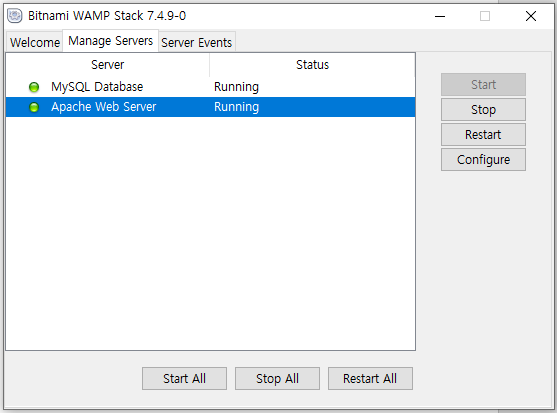 Bitnami WAMP Stack 7.4.9-0
Welcome Manage Servers Server Events
Server Status
MySQL Database Running
Apache Web Server Running
Start
Stop
Restart
Configure
Start All Stop All Restart All